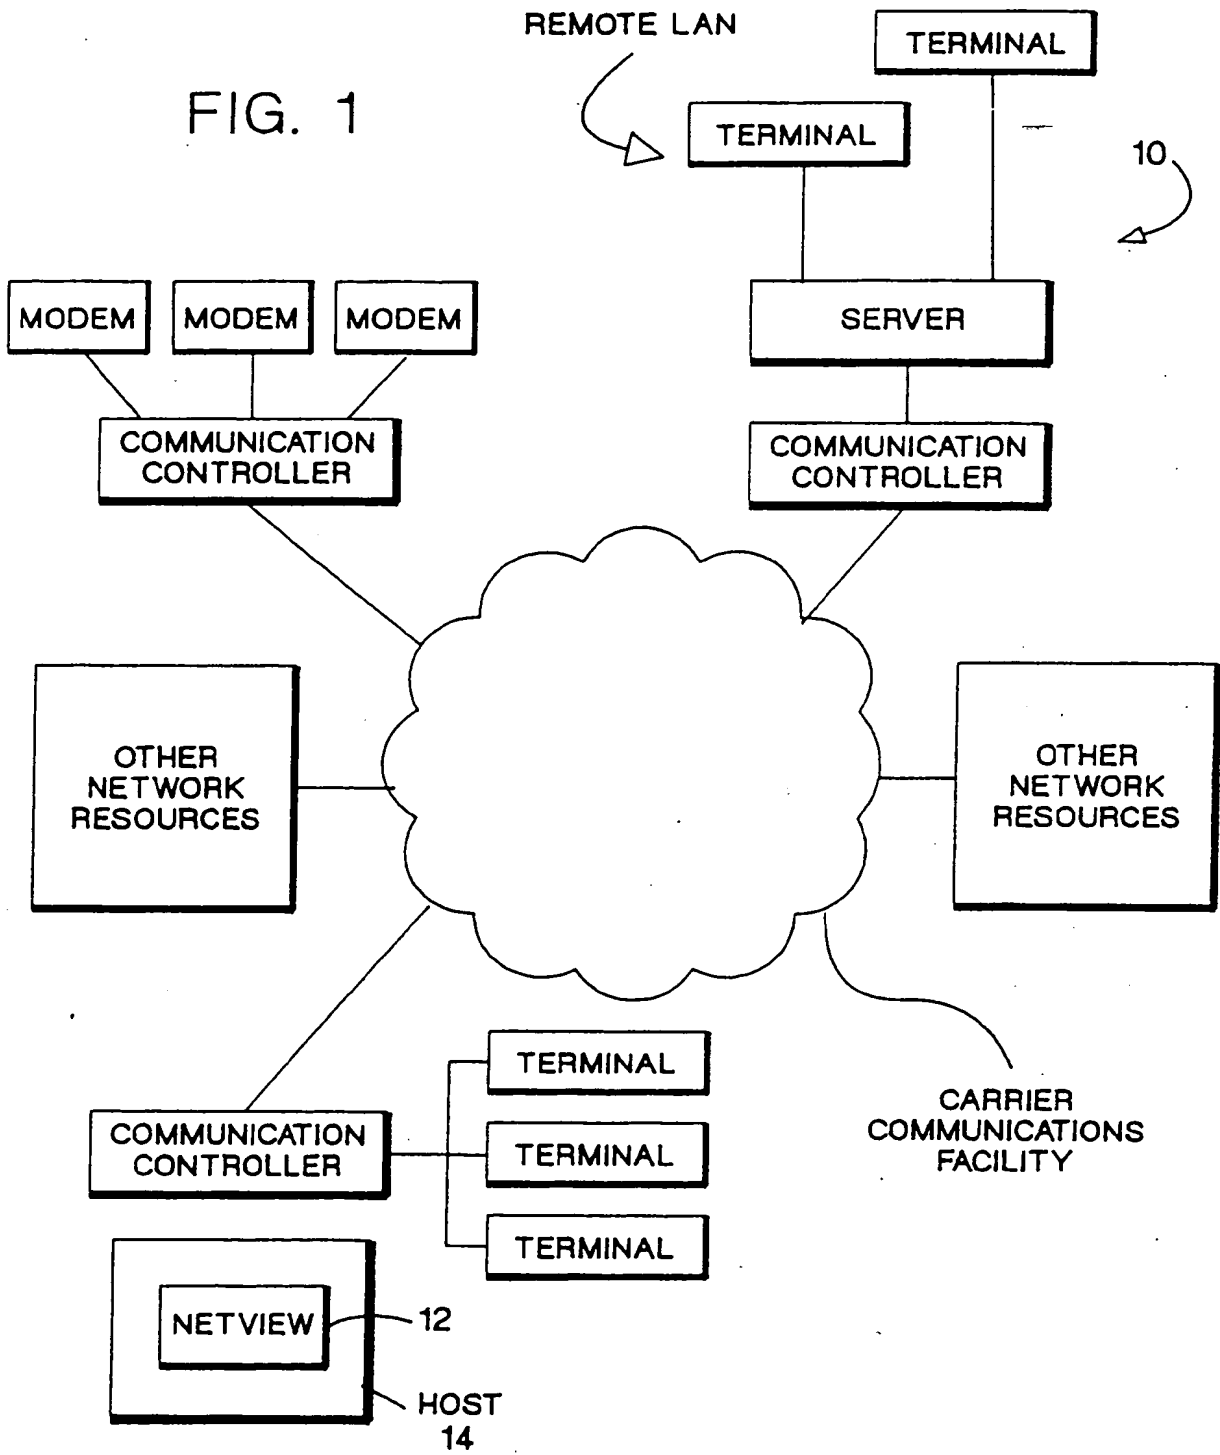 REMOTE LAN
TERMINAL
FIG. 1
TERMINAL
10
MODEM
MODEM
MODEM
SERVER
COMMUNICATION
CONTROLLER
COMMUNICATION
CONTROLLER
OTHER
NETWORK
RESOURCES
OTHER
NETWORK
RESOURCES
TERMINAL
COMMUNICATION
CONTROLLER
TERMINAL
TERMINAL
CARRIER
COMMUNICATIONS
FACILITY
NETVIEW
12
HOST
14